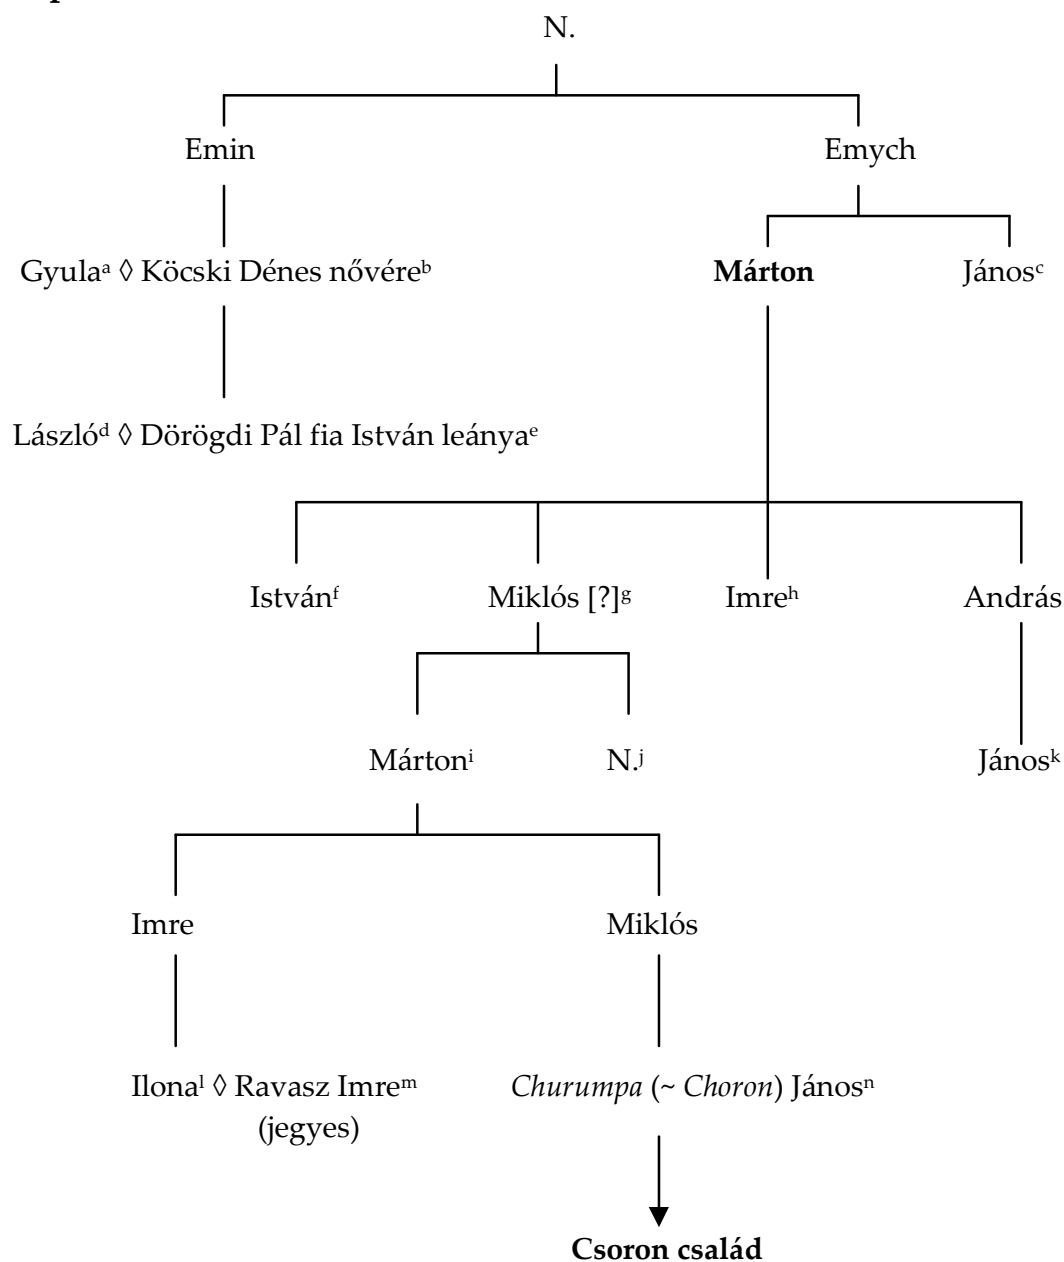 N.
Emin Emych
Gyulaᵃ ◊ Köcski Dénes nővéreᵇ Márton Jánosᶜ
Lászlóᵈ ◊ Dörögdi Pál fia István leányaᵉ
Istvánᶠ Miklós [?]ᵍ Imreʰ András
Mártonⁱ N.ʲ Jánosᵏ
Imre Miklós
Ilonaˡ ◊ Ravasz Imreᵐ Churumpa (~ Choron) Jánosⁿ
(jegyes)
Csoron család